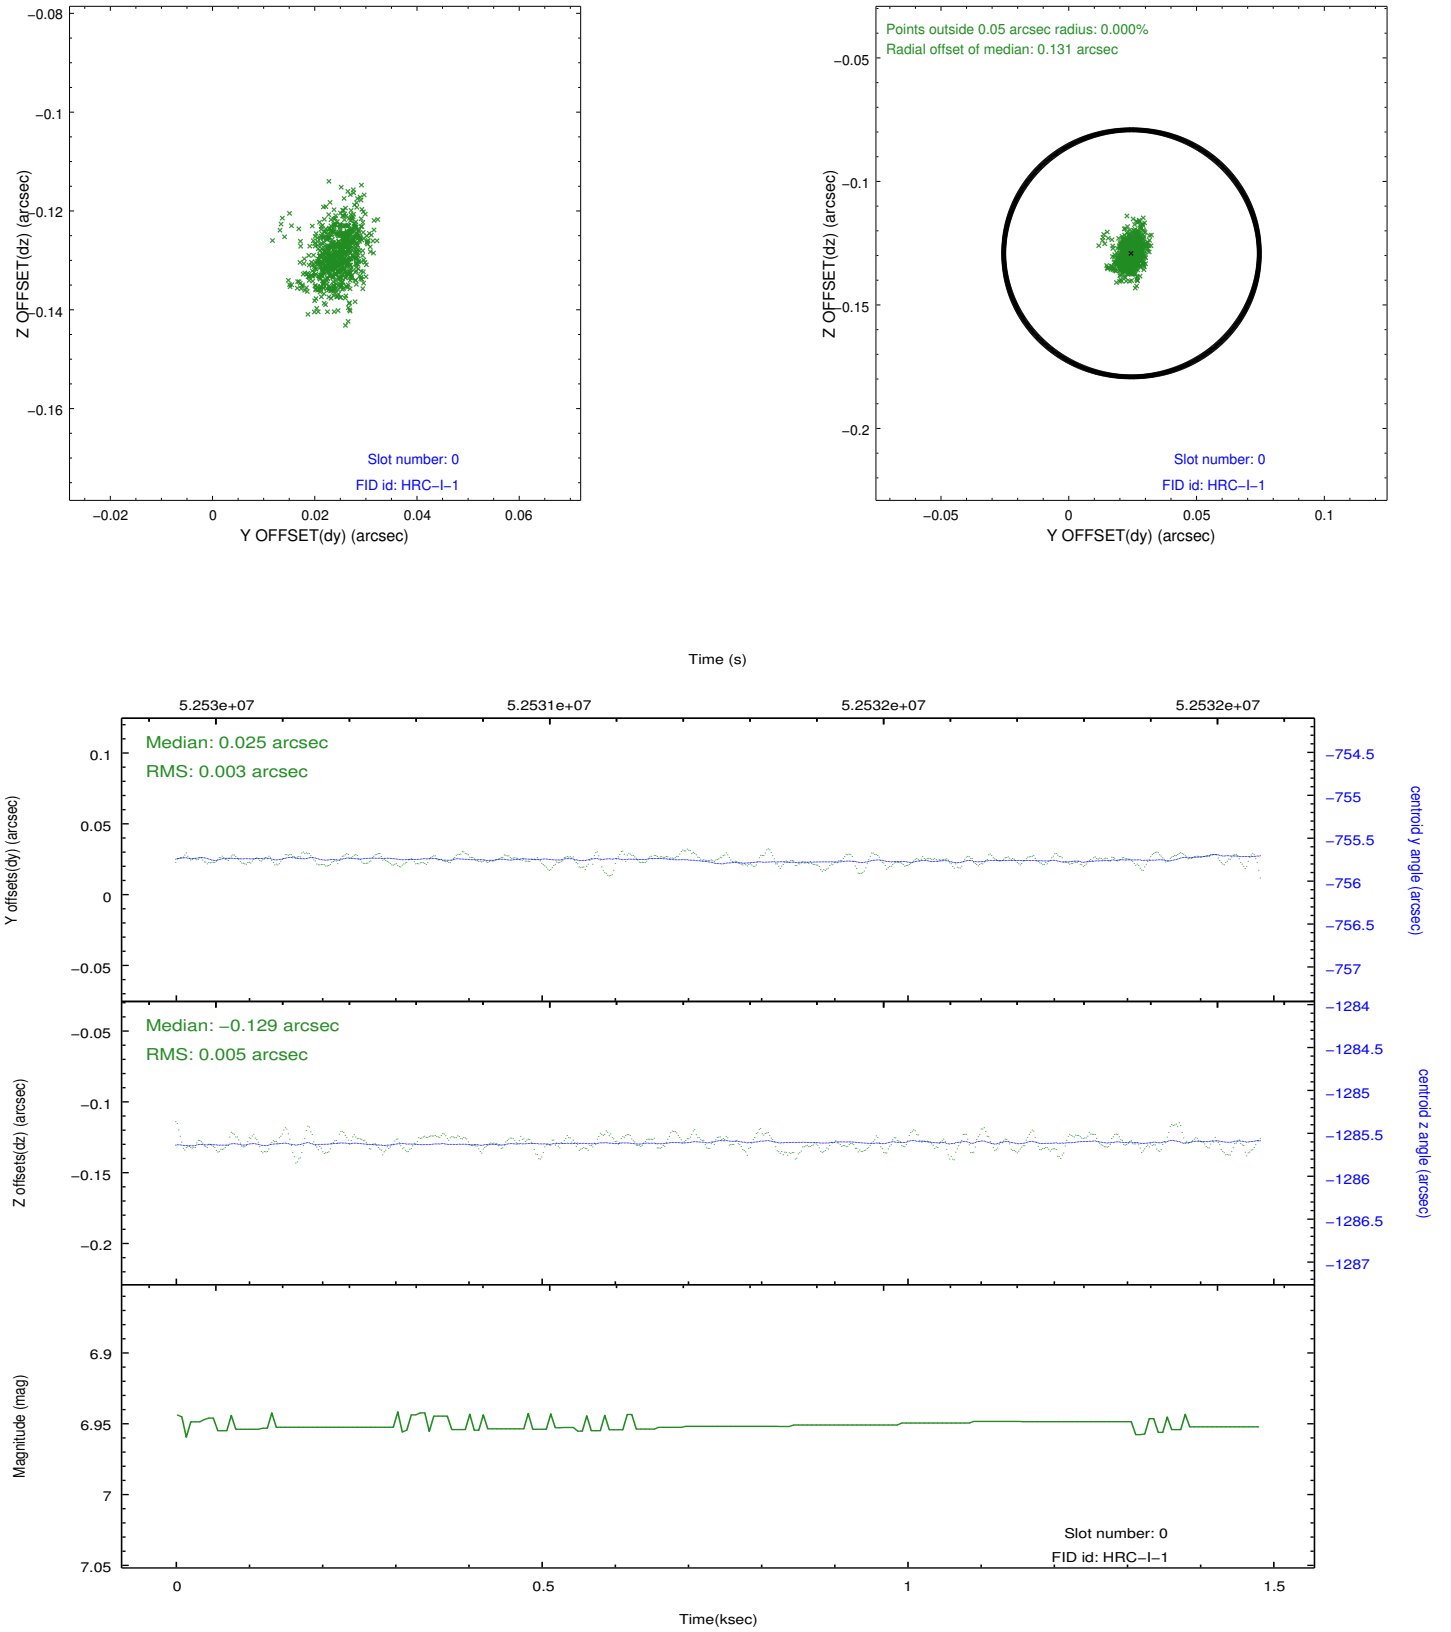 −0.08
−0.1
−0.12
−0.14
−0.16
Z OFFSET(dz) (arcsec)
Slot number: 0
FID id: HRC−I−1
−0.02
0
0.02
0.04
0.06
Y OFFSET(dy) (arcsec)
Points outside 0.05 arcsec radius: 0.000%
Radial offset of median: 0.131 arcsec
−0.05
−0.1
−0.15
−0.2
Z OFFSET(dz) (arcsec)
Slot number: 0
FID id: HRC−I−1
−0.05
0
0.05
0.1
Y OFFSET(dy) (arcsec)
Time (s)
5.253e+07
5.2531e+07
5.2532e+07
5.2532e+07
Median: 0.025 arcsec
RMS: 0.003 arcsec
0.1
0.05
0
−0.05
Y offsets(dy) (arcsec)
−754.5
−755
−755.5
−756
−756.5
−757
centroid y angle (arcsec)
Median: −0.129 arcsec
RMS: 0.005 arcsec
−0.05
−0.1
−0.15
−0.2
Z offsets(dz) (arcsec)
−1284
−1284.5
−1285
−1285.5
−1286
−1286.5
−1287
centroid z angle (arcsec)
6.9
6.95
7
7.05
Magnitude (mag)
Slot number: 0
FID id: HRC−I−1
0
0.5
1
1.5
Time(ksec)